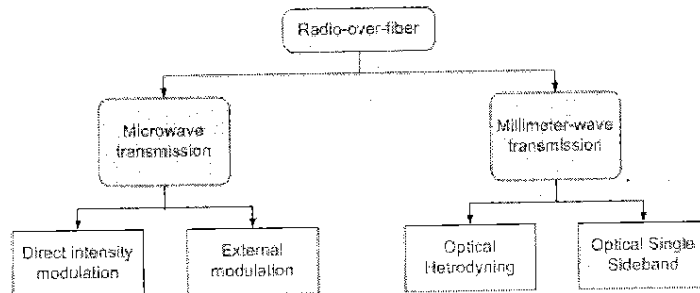 Radio-over-fiber
Microwave
transmission
Millimeter-wave
transmission
Direct intensity
modulation
External
modulation
Optical
Hetrodyning
Optical Single
Sideband